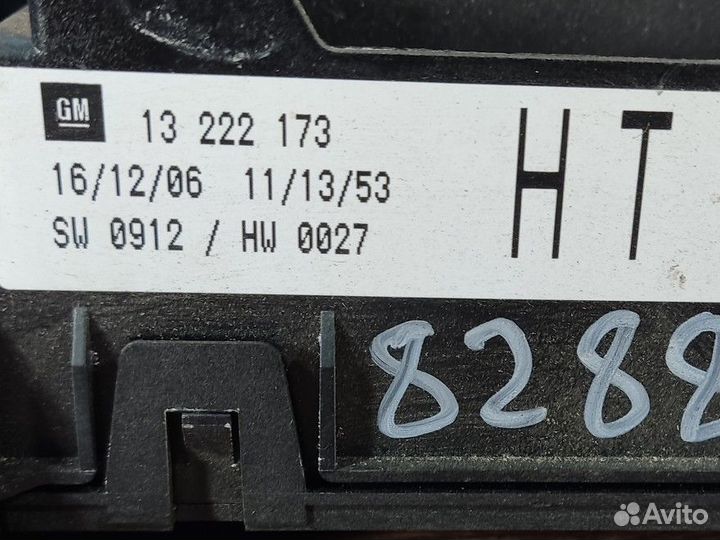 GM 13 222 173 HT
16/12/06 11/13/53
SW 0912 / HW 0027
8288
Avito